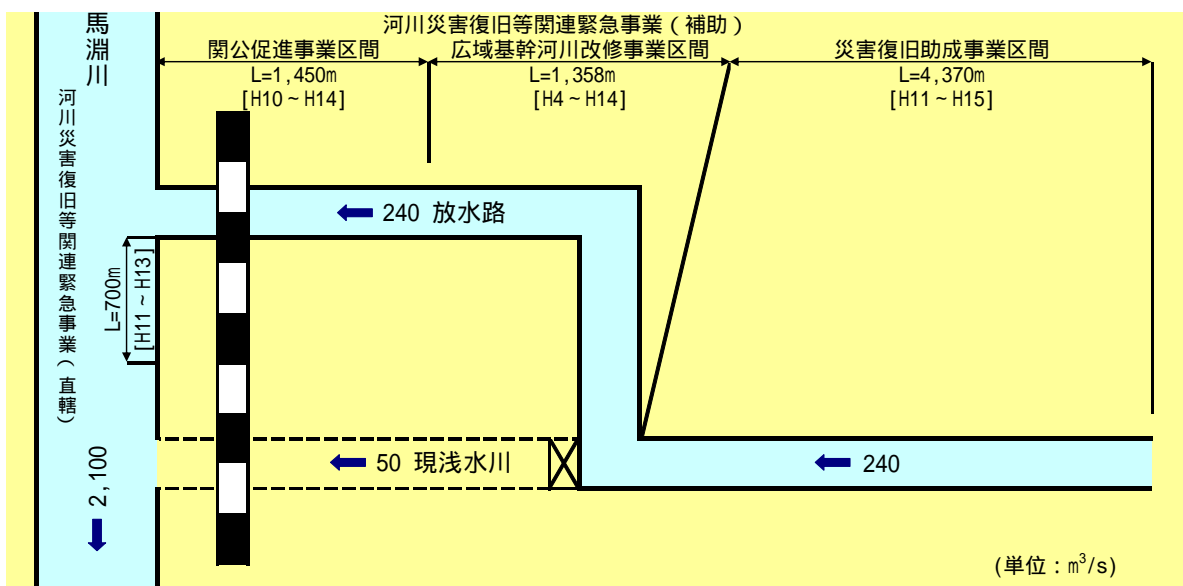 河川災害復旧等関連緊急事業(補助)
馬淵川
関公促進事業区間
L=1,450m
[H10~H14]
広域基幹河川改修事業区間
L=1,358m
[H4~H14]
災害復旧助成事業区間
L=4,370m
[H11~H15]
河川災害復旧等関連緊急事業(直轄)
240 放水路
L=700m
[H11~H13]
50 現浅水川
240
2,100
(単位:m³/s)